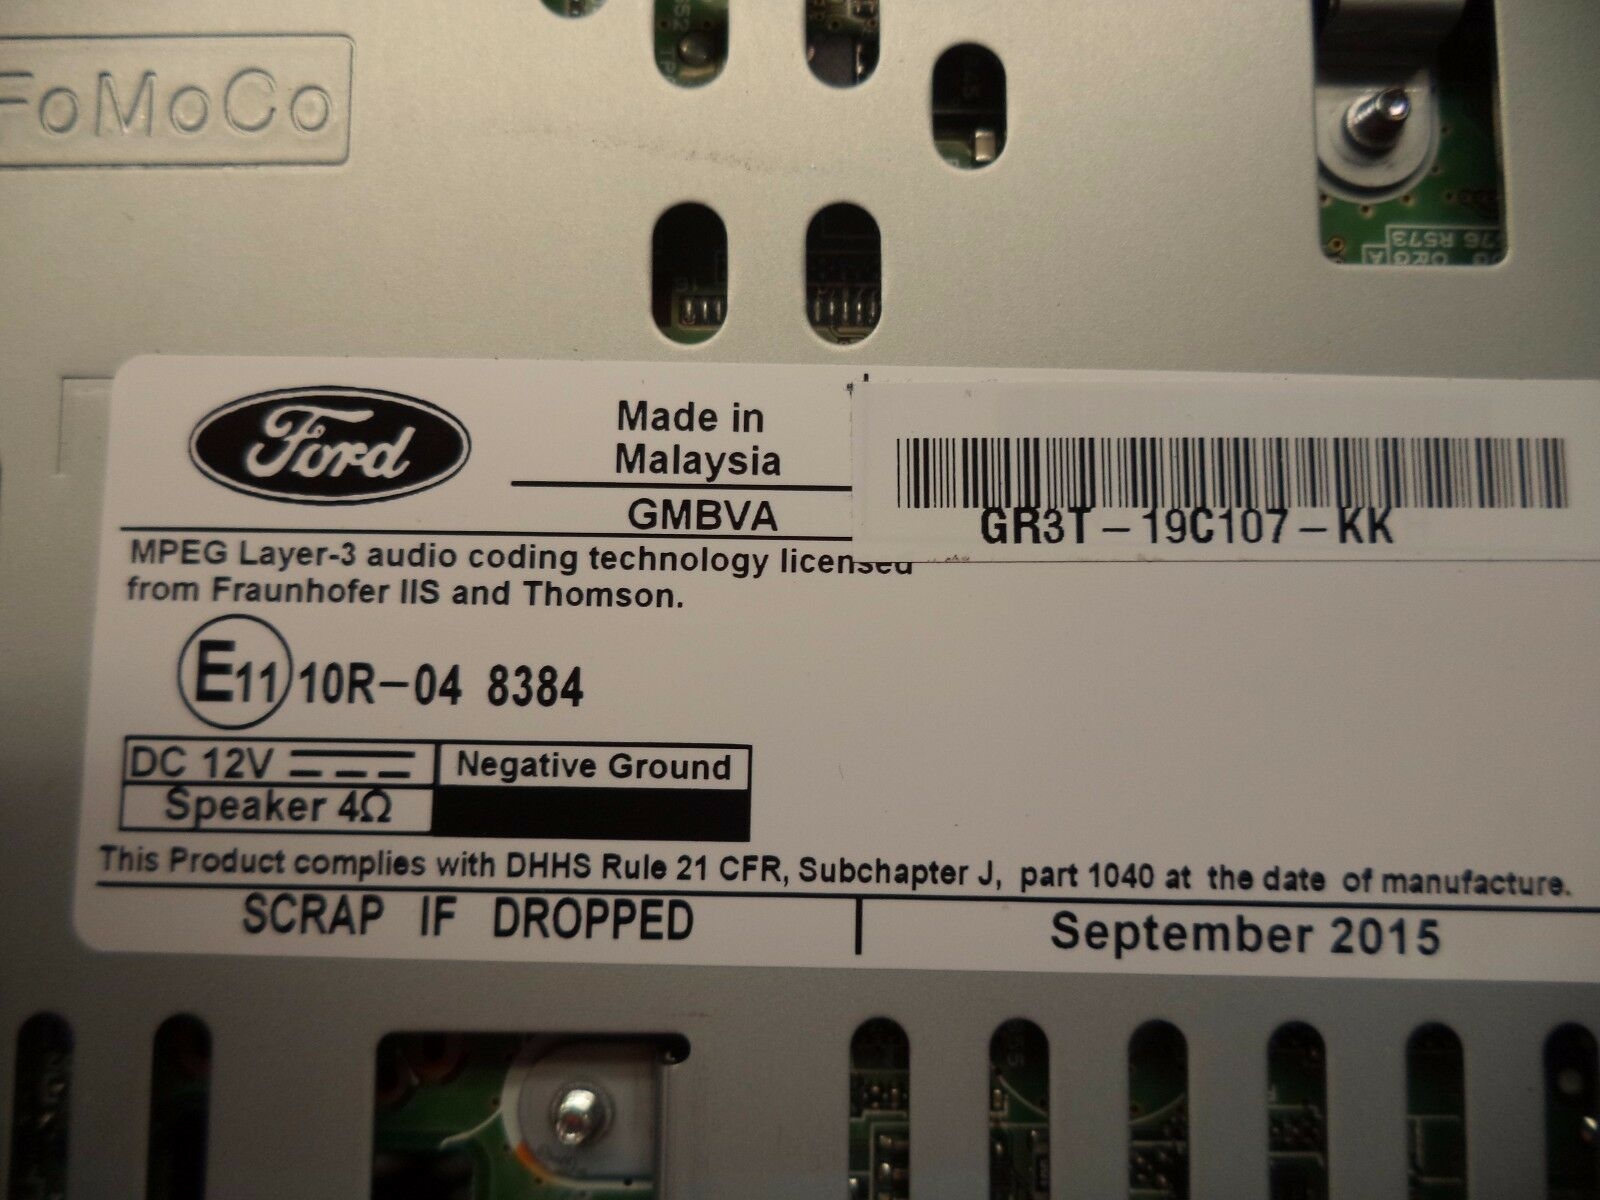 FoMoCo
Ford
Made in
Malaysia
GMBVA
GR3T-19C107-KK
MPEG Layer-3 audio coding technology licensed
from Fraunhofer IIS and Thomson.
E11 10R-04 8384
DC 12V
Negative Ground
Speaker 4Ω
This Product complies with DHHS Rule 21 CFR, Subchapter J, part 1040 at the date of manufacture.
SCRAP IF DROPPED
September 2015
R573